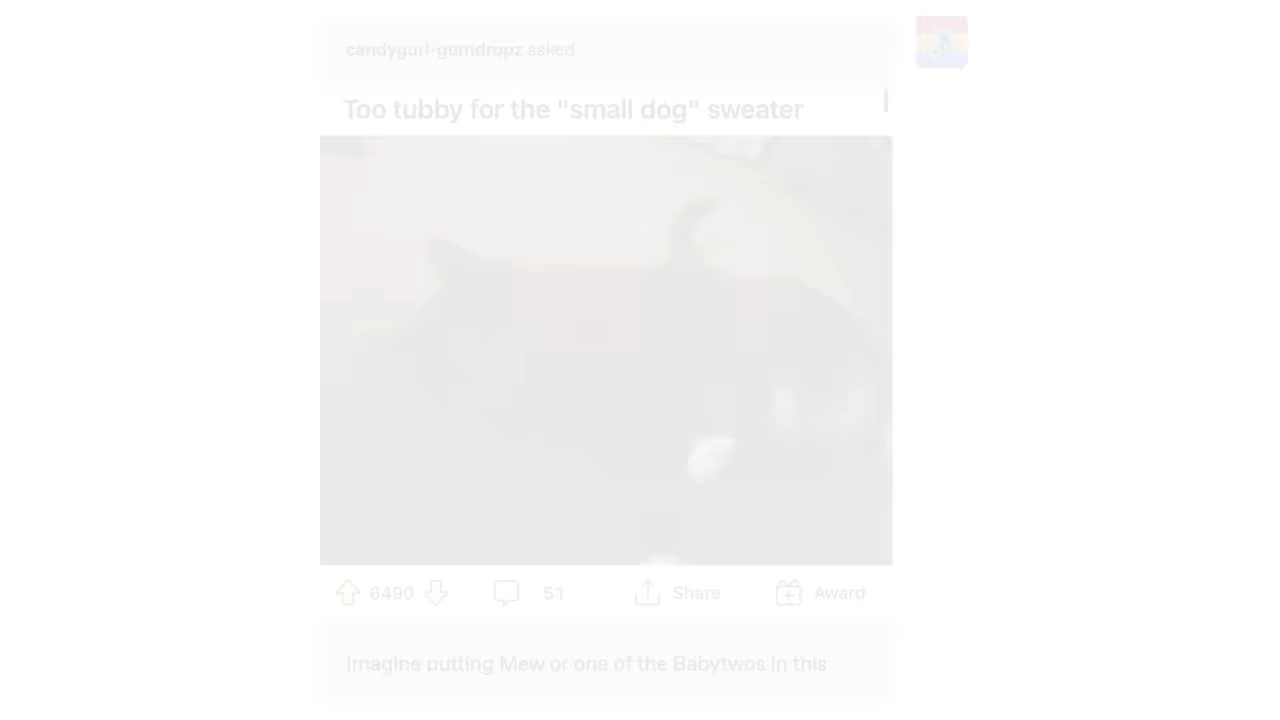 candygurl-gumdropz asked
Too tubby for the "small dog" sweater
6490 51 Share Award
Imagine putting Mew or one of the Babytwos in this